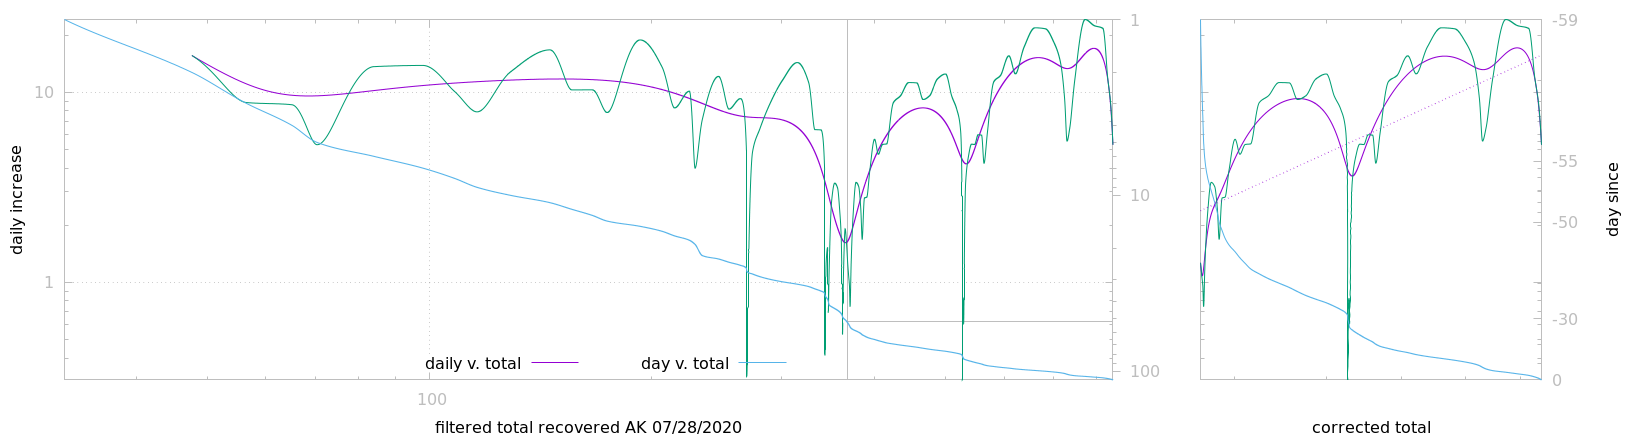 1
-59
10
daily increase
-55
day since
10
-50
1
-30
daily v. total
day v. total
100
0
100
filtered total recovered AK 07/28/2020
corrected total